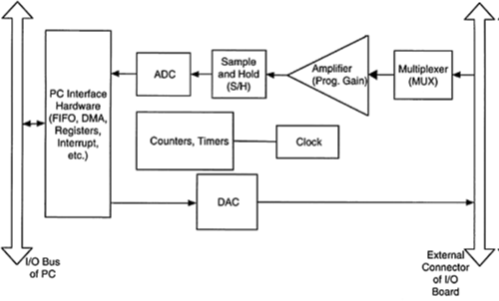 PC Interface
Hardware
(FIFO, DMA,
Registers,
Interrupt,
etc.)
ADC
Sample
and Hold
(S/H)
Amplifier
(Prog. Gain)
Multiplexer
(MUX)
Counters, Timers
Clock
DAC
I/O Bus
of PC
External
Connector
of I/O
Board